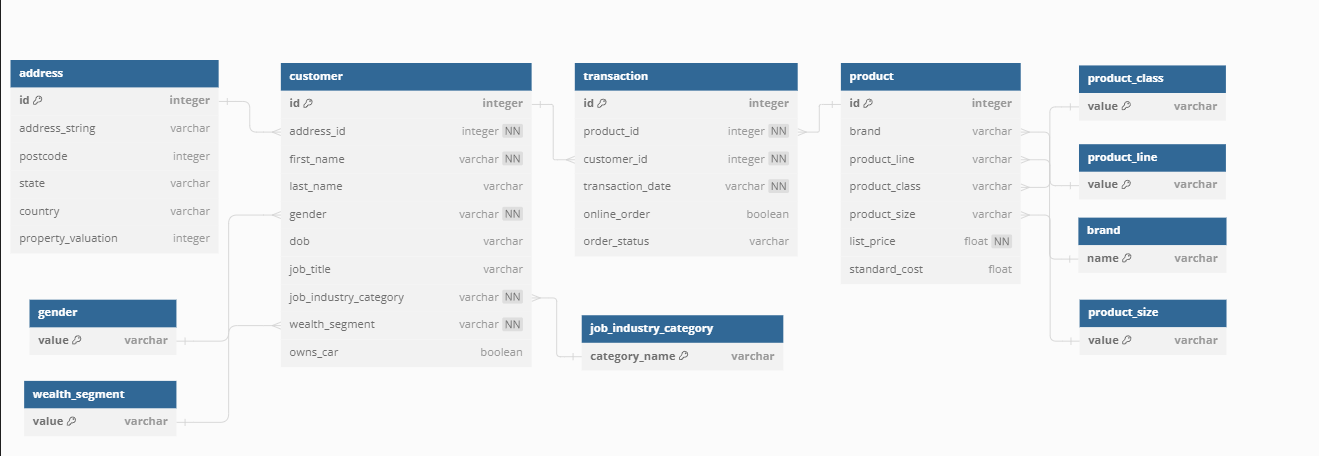 address
id integer
address_string varchar
postcode integer
state varchar
country varchar
property_valuation integer
gender
value varchar
wealth_segment
value varchar
customer
id integer
address_id integer NN
first_name varchar NN
last_name varchar
gender varchar NN
dob varchar
job_title varchar
job_industry_category varchar NN
wealth_segment varchar NN
owns_car boolean
transaction
id integer
product_id integer NN
customer_id integer NN
transaction_date varchar NN
online_order boolean
order_status varchar
job_industry_category
category_name varchar
product
id integer
brand varchar
product_line varchar
product_class varchar
product_size varchar
list_price float NN
standard_cost float
product_class
value varchar
product_line
value varchar
brand
name varchar
product_size
value varchar